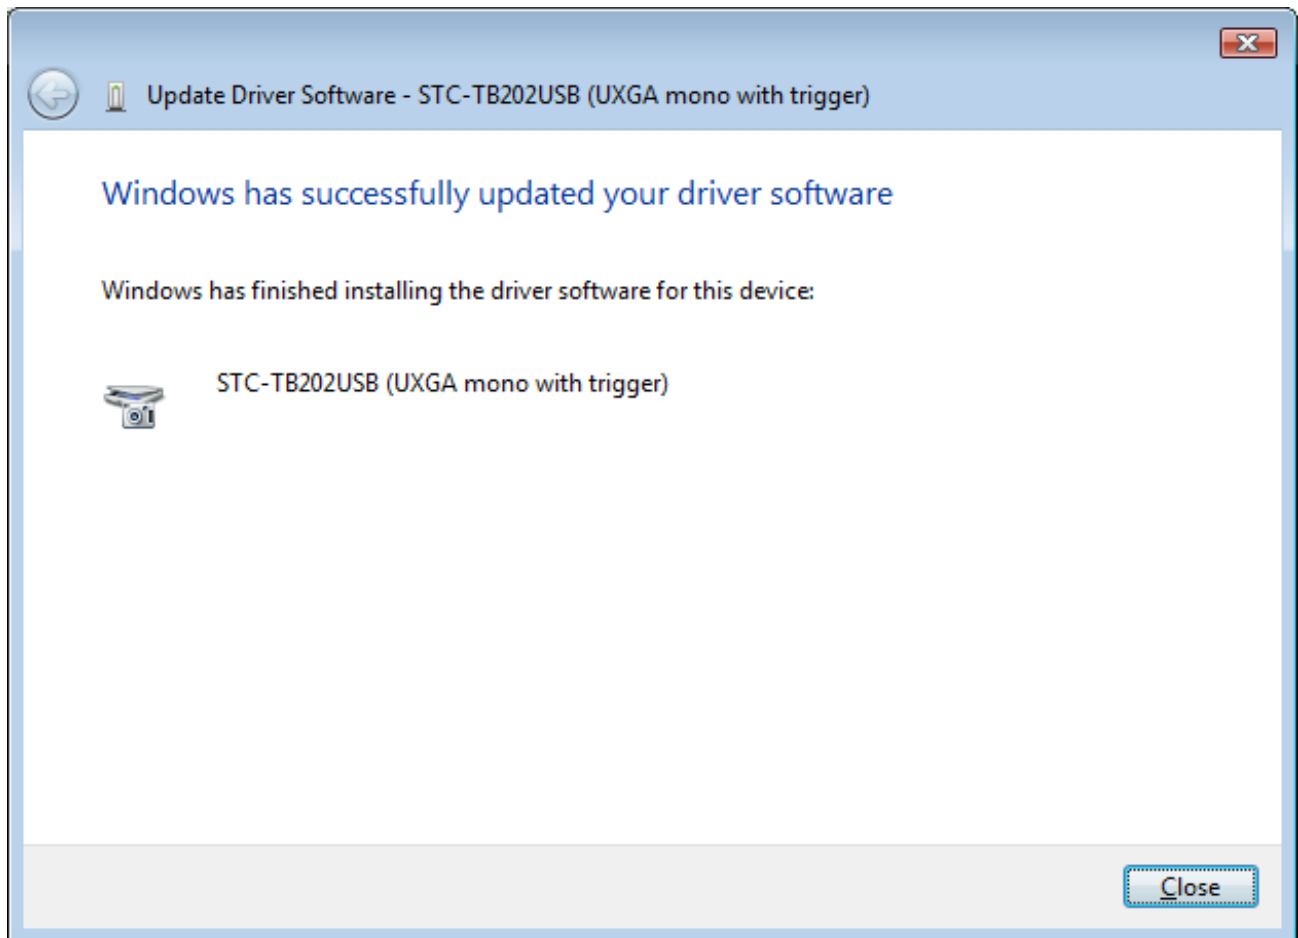 Update Driver Software - STC-TB202USB (UXGA mono with trigger)
Windows has successfully updated your driver software
Windows has finished installing the driver software for this device:
STC-TB202USB (UXGA mono with trigger)
Close